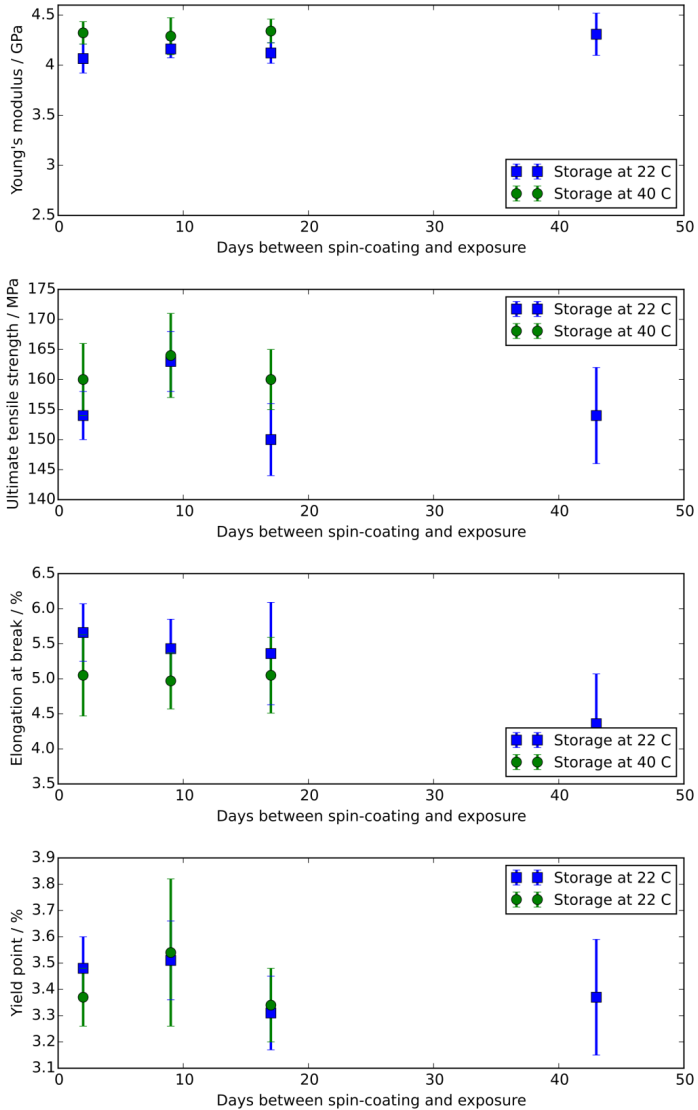 Young's modulus / GPa
4.5
4
3.5
3
2.5
Storage at 22 C
Storage at 40 C
0 10 20 30 40 50
Days between spin-coating and exposure
Ultimate tensile strength / MPa
175
170
165
160
155
150
145
140
Storage at 22 C
Storage at 40 C
0 10 20 30 40 50
Days between spin-coating and exposure
Elongation at break / %
6.5
6.0
5.5
5.0
4.5
4.0
3.5
Storage at 22 C
Storage at 40 C
0 10 20 30 40 50
Days between spin-coating and exposure
Yield point / %
3.9
3.8
3.7
3.6
3.5
3.4
3.3
3.2
3.1
Storage at 22 C
Storage at 22 C
0 10 20 30 40 50
Days between spin-coating and exposure